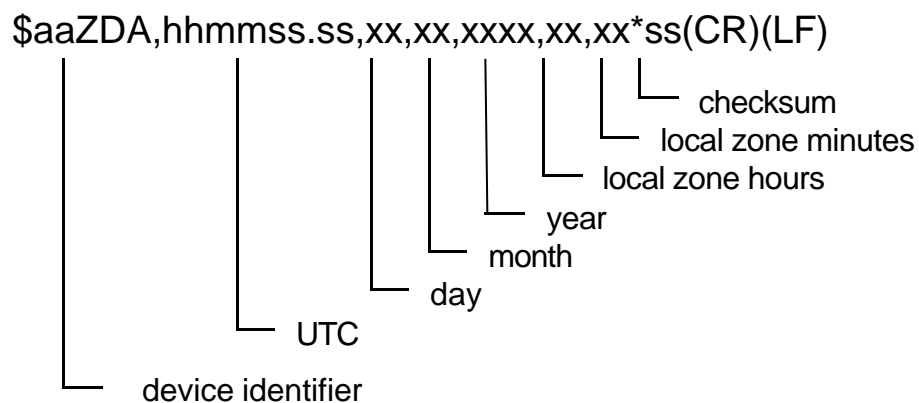 $aaZDA,hhmmss.ss,xx,xx,xxxx,xx,xx*ss(CR)(LF)
checksum
local zone minutes
local zone hours
year
month
day
UTC
device identifier